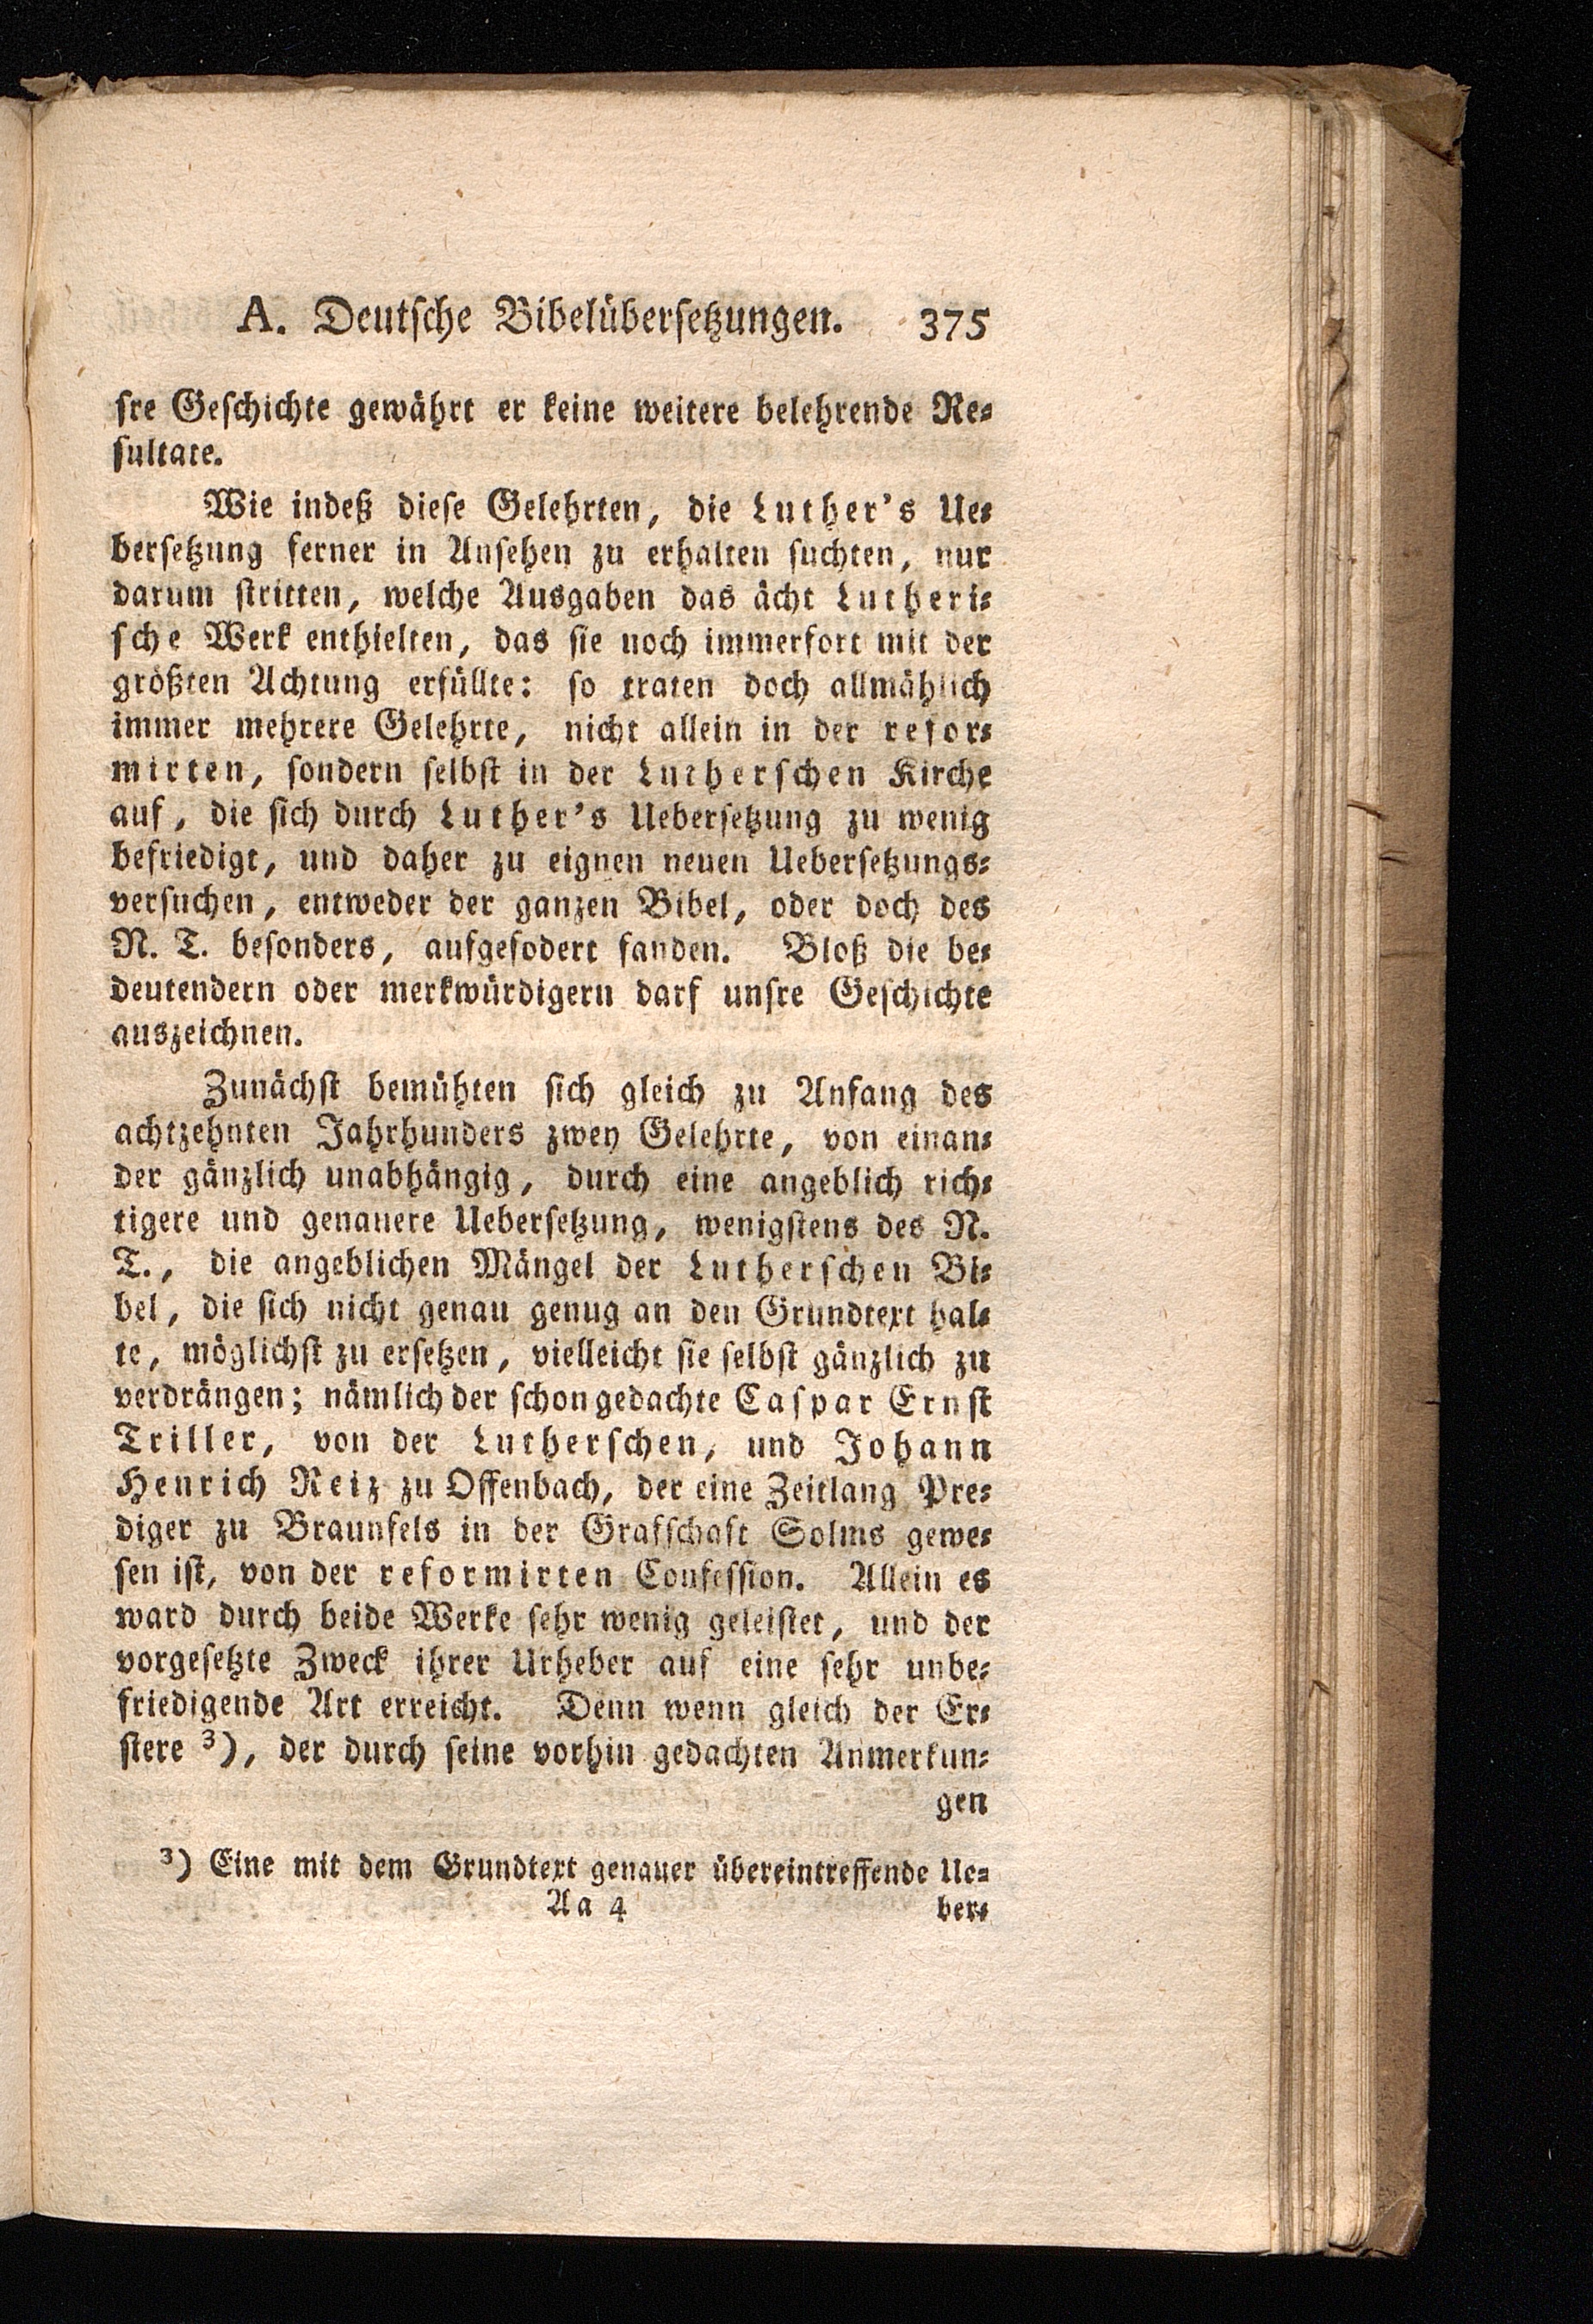 A. Deutſche Bibelüberſetzungen. 375
ſre Geſchichte gewährt er keine weitere belehrende Re⸗
ſultate.
Wie indeß dieſe Gelehrten, die Luther's Ue⸗
berſetzung ferner in Anſehen zu erhalten ſuchten, nur
darum ſtritten, welche Ausgaben das ächt Lutheri⸗
ſche Werk enthielten, das ſie noch immerfort mit der
größten Achtung erfüllte: ſo traten doch allmählich
immer mehrere Gelehrte, nicht allein in der refor⸗
mirten, ſondern ſelbſt in der Lutherſchen Kirche
auf, die ſich durch Luther's Ueberſetzung zu wenig
befriedigt, und daher zu eignen neuen Ueberſetzungs⸗
verſuchen, entweder der ganzen Bibel, oder doch des
N. T. beſonders, aufgefodert fanden. Bloß die be⸗
deutendern oder merkwürdigern darf unſre Geſchichte
auszeichnen.
Zunächſt bemühten ſich gleich zu Anfang des
achtzehnten Jahrhunders zwey Gelehrte, von einan⸗
der gänzlich unabhängig, durch eine angeblich rich⸗
tigere und genauere Ueberſetzung, wenigſtens des N.
T., die angeblichen Mängel der Lutherſchen Bi⸗
bel, die ſich nicht genau genug an den Grundtext hal⸗
te, möglichſt zu erſetzen, vielleicht ſie ſelbſt gänzlich zu
verdrängen; nämlich der ſchon gedachte Caſpar Ernſt
Triller, von der Lutherſchen, und Johann
Henrich Reiz zu Offenbach, der eine Zeitlang Pre⸗
diger zu Braunfels in der Grafſchaft Solms gewe⸗
ſen iſt, von der reformirten Confeſſion. Allein es
ward durch beide Werke ſehr wenig geleiſtet, und der
vorgeſetzte Zweck ihrer Urheber auf eine ſehr unbe⸗
friedigende Art erreicht. Denn wenn gleich der Er⸗
ſtere ³), der durch ſeine vorhin gedachten Anmerkun⸗
gen
³) Eine mit dem Grundtext genauer übereintreffende Ue⸗
Aa 4 ber⸗